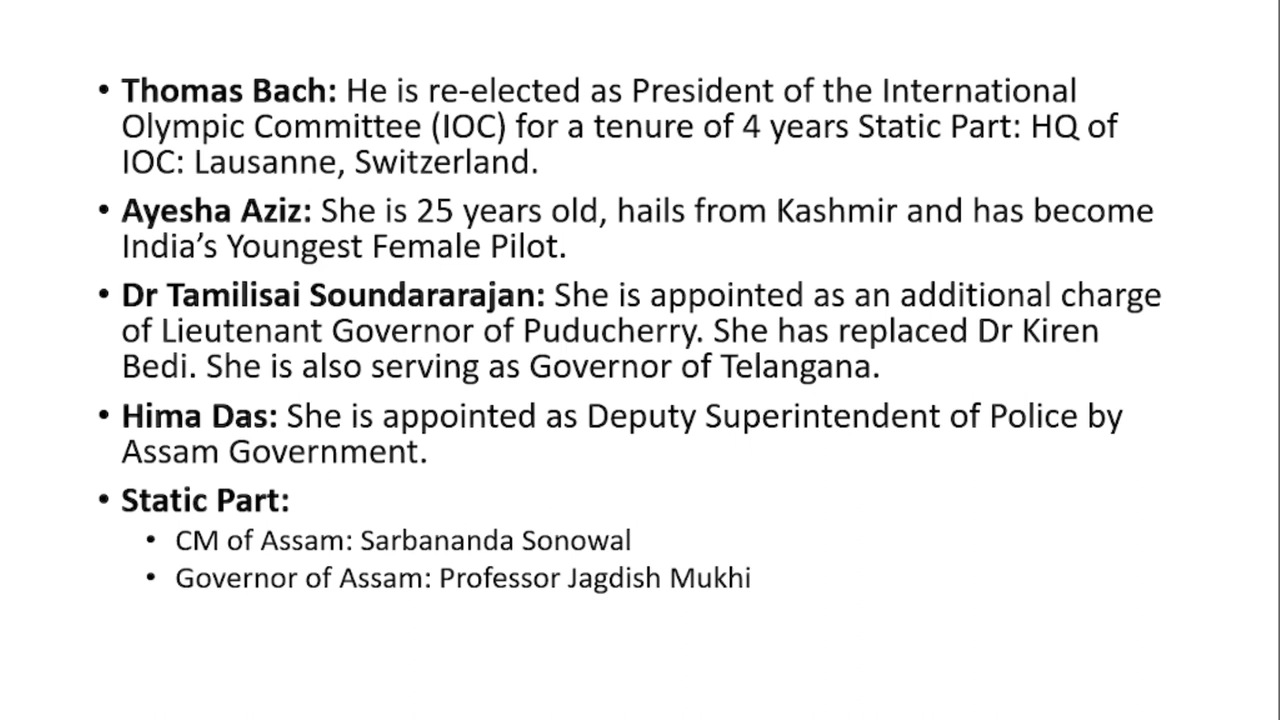 • Thomas Bach: He is re-elected as President of the International
Olympic Committee (IOC) for a tenure of 4 years Static Part: HQ of
IOC: Lausanne, Switzerland.
• Ayesha Aziz: She is 25 years old, hails from Kashmir and has become
India’s Youngest Female Pilot.
• Dr Tamilisai Soundararajan: She is appointed as an additional charge
of Lieutenant Governor of Puducherry. She has replaced Dr Kiren
Bedi. She is also serving as Governor of Telangana.
• Hima Das: She is appointed as Deputy Superintendent of Police by
Assam Government.
• Static Part:
• CM of Assam: Sarbananda Sonowal
• Governor of Assam: Professor Jagdish Mukhi